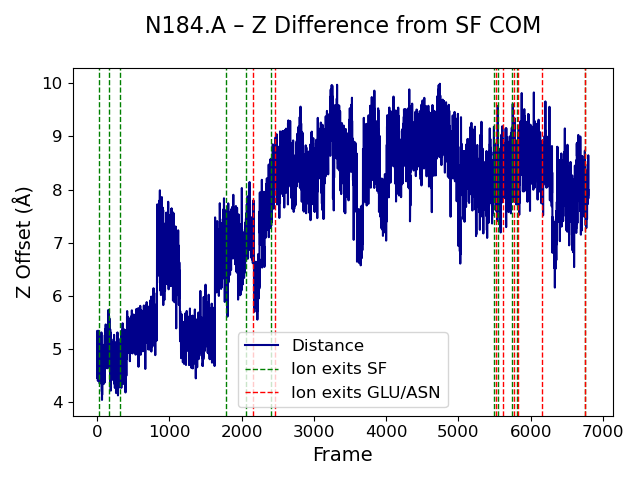 N184.A – Z Difference from SF COM
Z Offset (Å)
10
9
8
7
6
5
4
Distance
Ion exits SF
Ion exits GLU/ASN
0 1000 2000 3000 4000 5000 6000 7000
Frame